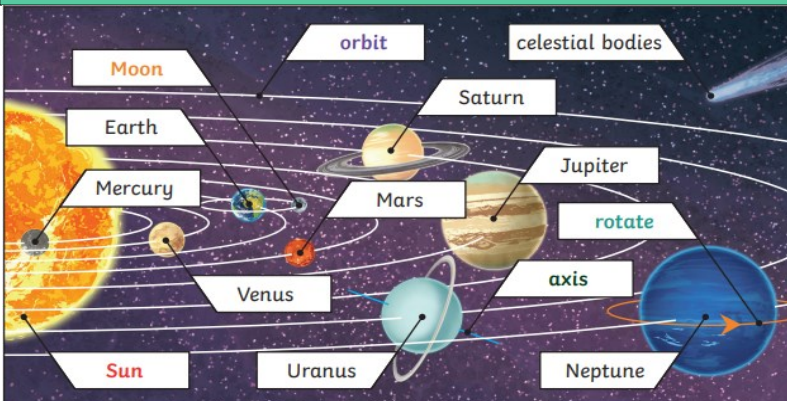 orbit
celestial bodies
Moon
Saturn
Earth
Jupiter
Mercury
Mars
rotate
axis
Venus
Sun
Uranus
Neptune